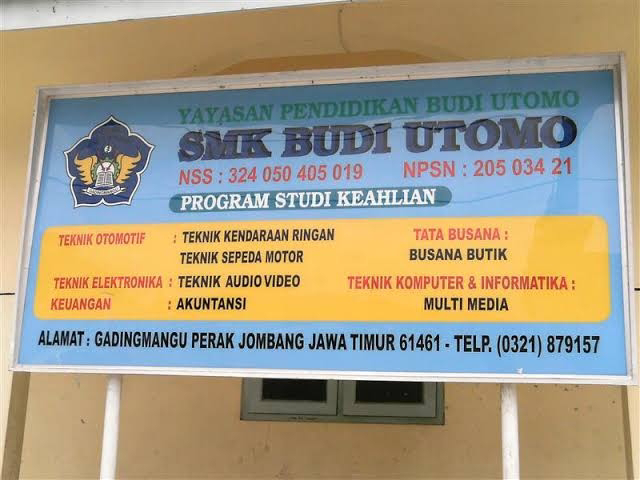 YAYASAN PENDIDIKAN BUDI UTOMO
SMK BUDI UTOMO
NSS : 324 050 405 019 NPSN : 205 034 21
PROGRAM STUDI KEAHLIAN
TEKNIK OTOMOTIF : TEKNIK KENDARAAN RINGAN
TEKNIK SEPEDA MOTOR
TEKNIK ELEKTRONIKA : TEKNIK AUDIO VIDEO
KEUANGAN : AKUNTANSI
TATA BUSANA :
BUSANA BUTIK
TEKNIK KOMPUTER & INFORMATIKA :
MULTI MEDIA
ALAMAT : GADINGMANGU PERAK JOMBANG JAWA TIMUR 61461 - TELP. (0321) 879157